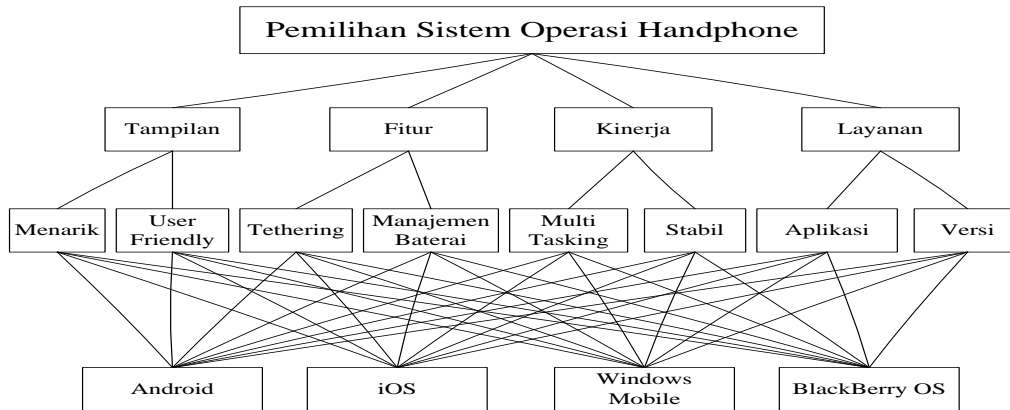 Pemilihan Sistem Operasi Handphone
Tampilan
Fitur
Kinerja
Layanan
Menarik
User
Friendly
Tethering
Manajemen
Baterai
Multi
Tasking
Stabil
Aplikasi
Versi
Android
iOS
Windows
Mobile
BlackBerry OS